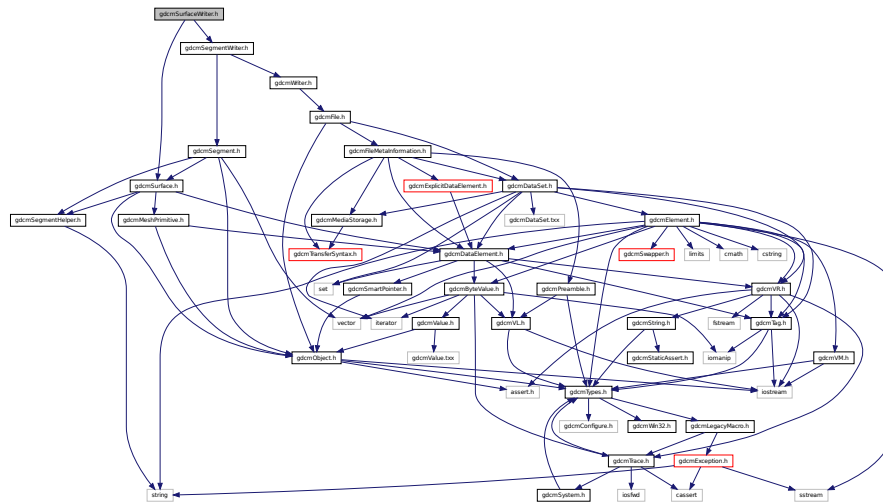 gdcmSurfaceWriter.h
gdcmSegmentWriter.h
gdcmWriter.h
gdcmFile.h
gdcmSegment.h
gdcmFileMetaInformation.h
gdcmSurface.h
gdcmExplicitDataElement.h
gdcmDataSet.h
gdcmSegmentHelper.h
gdcmMeshPrimitive.h
gdcmMediaStorage.h
gdcmDataSet.txx
gdcmElement.h
gdcmTransferSyntax.h
gdcmDataElement.h
gdcmSwapper.h
limits
cmath
cstring
set
gdcmSmartPointer.h
gdcmByteValue.h
gdcmPreamble.h
gdcmVR.h
vector
iterator
gdcmValue.h
gdcmVL.h
gdcmString.h
fstream
gdcmTag.h
gdcmObject.h
gdcmValue.txx
gdcmStaticAssert.h
iomanip
gdcmVM.h
assert.h
gdcmTypes.h
iostream
gdcmConfigure.h
gdcmWin32.h
gdcmLegacyMacro.h
gdcmTrace.h
gdcmException.h
string
gdcmSystem.h
iosfwd
cassert
sstream